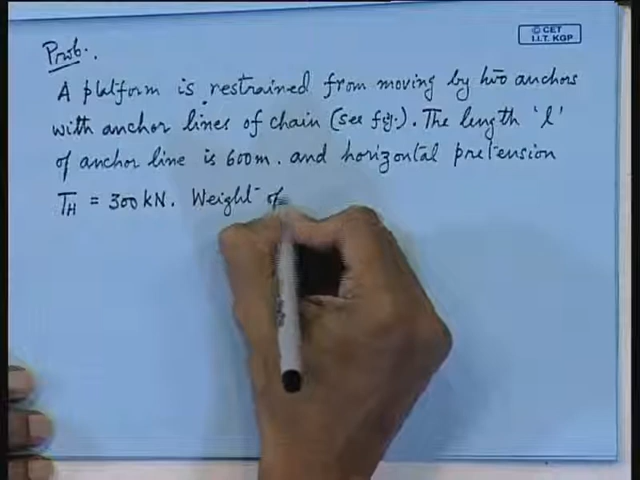 © CET
I.I.T. KGP
Prob.
A platform is restrained from moving by two anchors
with anchor lines of chain (see fig.). The length 'l'
of anchor line is 600m. and horizontal pretension
TH = 300 kN. Weight of